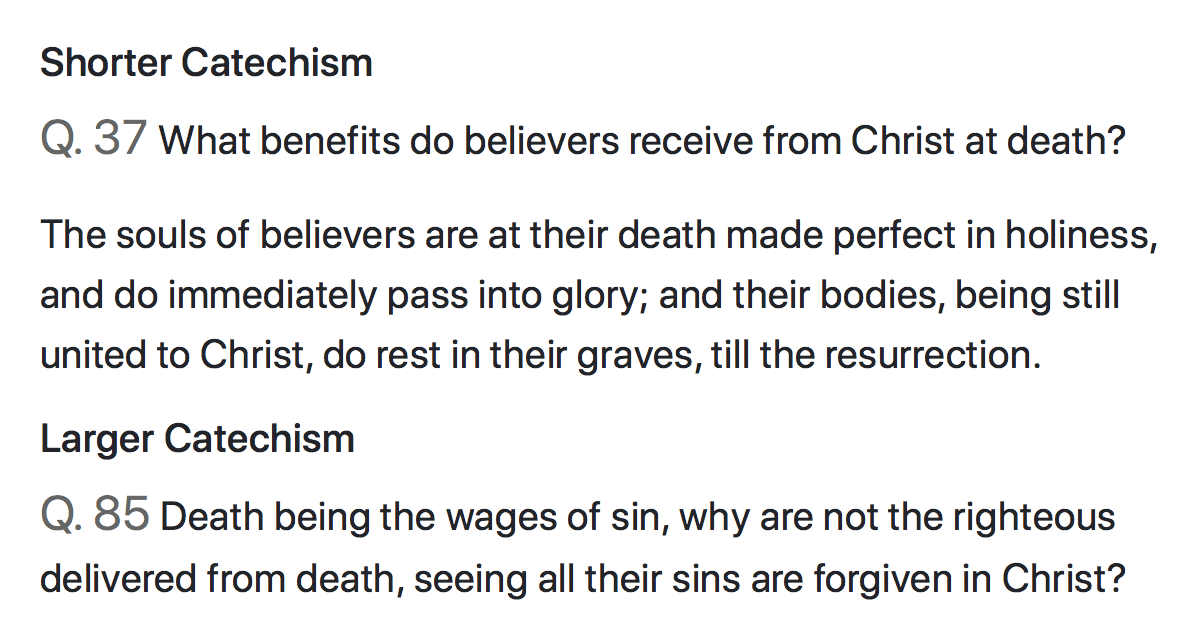 Shorter Catechism
Q. 37 What benefits do believers receive from Christ at death?
The souls of believers are at their death made perfect in holiness,
and do immediately pass into glory; and their bodies, being still
united to Christ, do rest in their graves, till the resurrection.
Larger Catechism
Q. 85 Death being the wages of sin, why are not the righteous
delivered from death, seeing all their sins are forgiven in Christ?